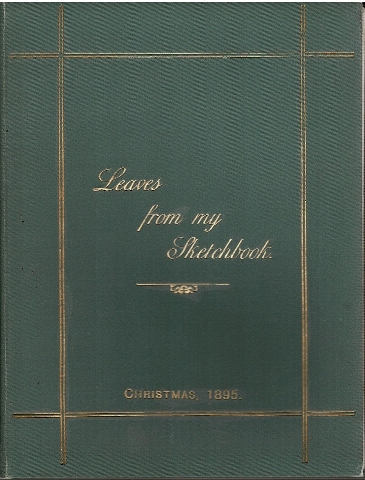 Leaves
from my
Sketchbook.
CHRISTMAS, 1895.